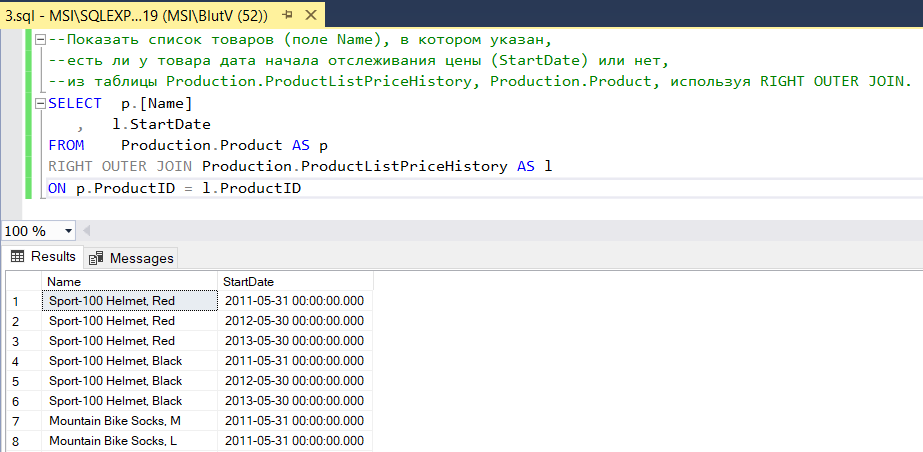 3.sql - MSI\SQLEXP...19 (MSI\BlutV (52))
--Показать список товаров (поле Name), в котором указан,
--есть ли у товара дата начала отслеживания цены (StartDate) или нет,
--из таблицы Production.ProductListPriceHistory, Production.Product, используя RIGHT OUTER JOIN.
SELECT p.[Name]
, l.StartDate
FROM Production.Product AS p
RIGHT OUTER JOIN Production.ProductListPriceHistory AS l
ON p.ProductID = l.ProductID
100 %
Results Messages
Name StartDate
1 Sport-100 Helmet, Red 2011-05-31 00:00:00.000
2 Sport-100 Helmet, Red 2012-05-30 00:00:00.000
3 Sport-100 Helmet, Red 2013-05-30 00:00:00.000
4 Sport-100 Helmet, Black 2011-05-31 00:00:00.000
5 Sport-100 Helmet, Black 2012-05-30 00:00:00.000
6 Sport-100 Helmet, Black 2013-05-30 00:00:00.000
7 Mountain Bike Socks, M 2011-05-31 00:00:00.000
8 Mountain Bike Socks, L 2011-05-31 00:00:00.000